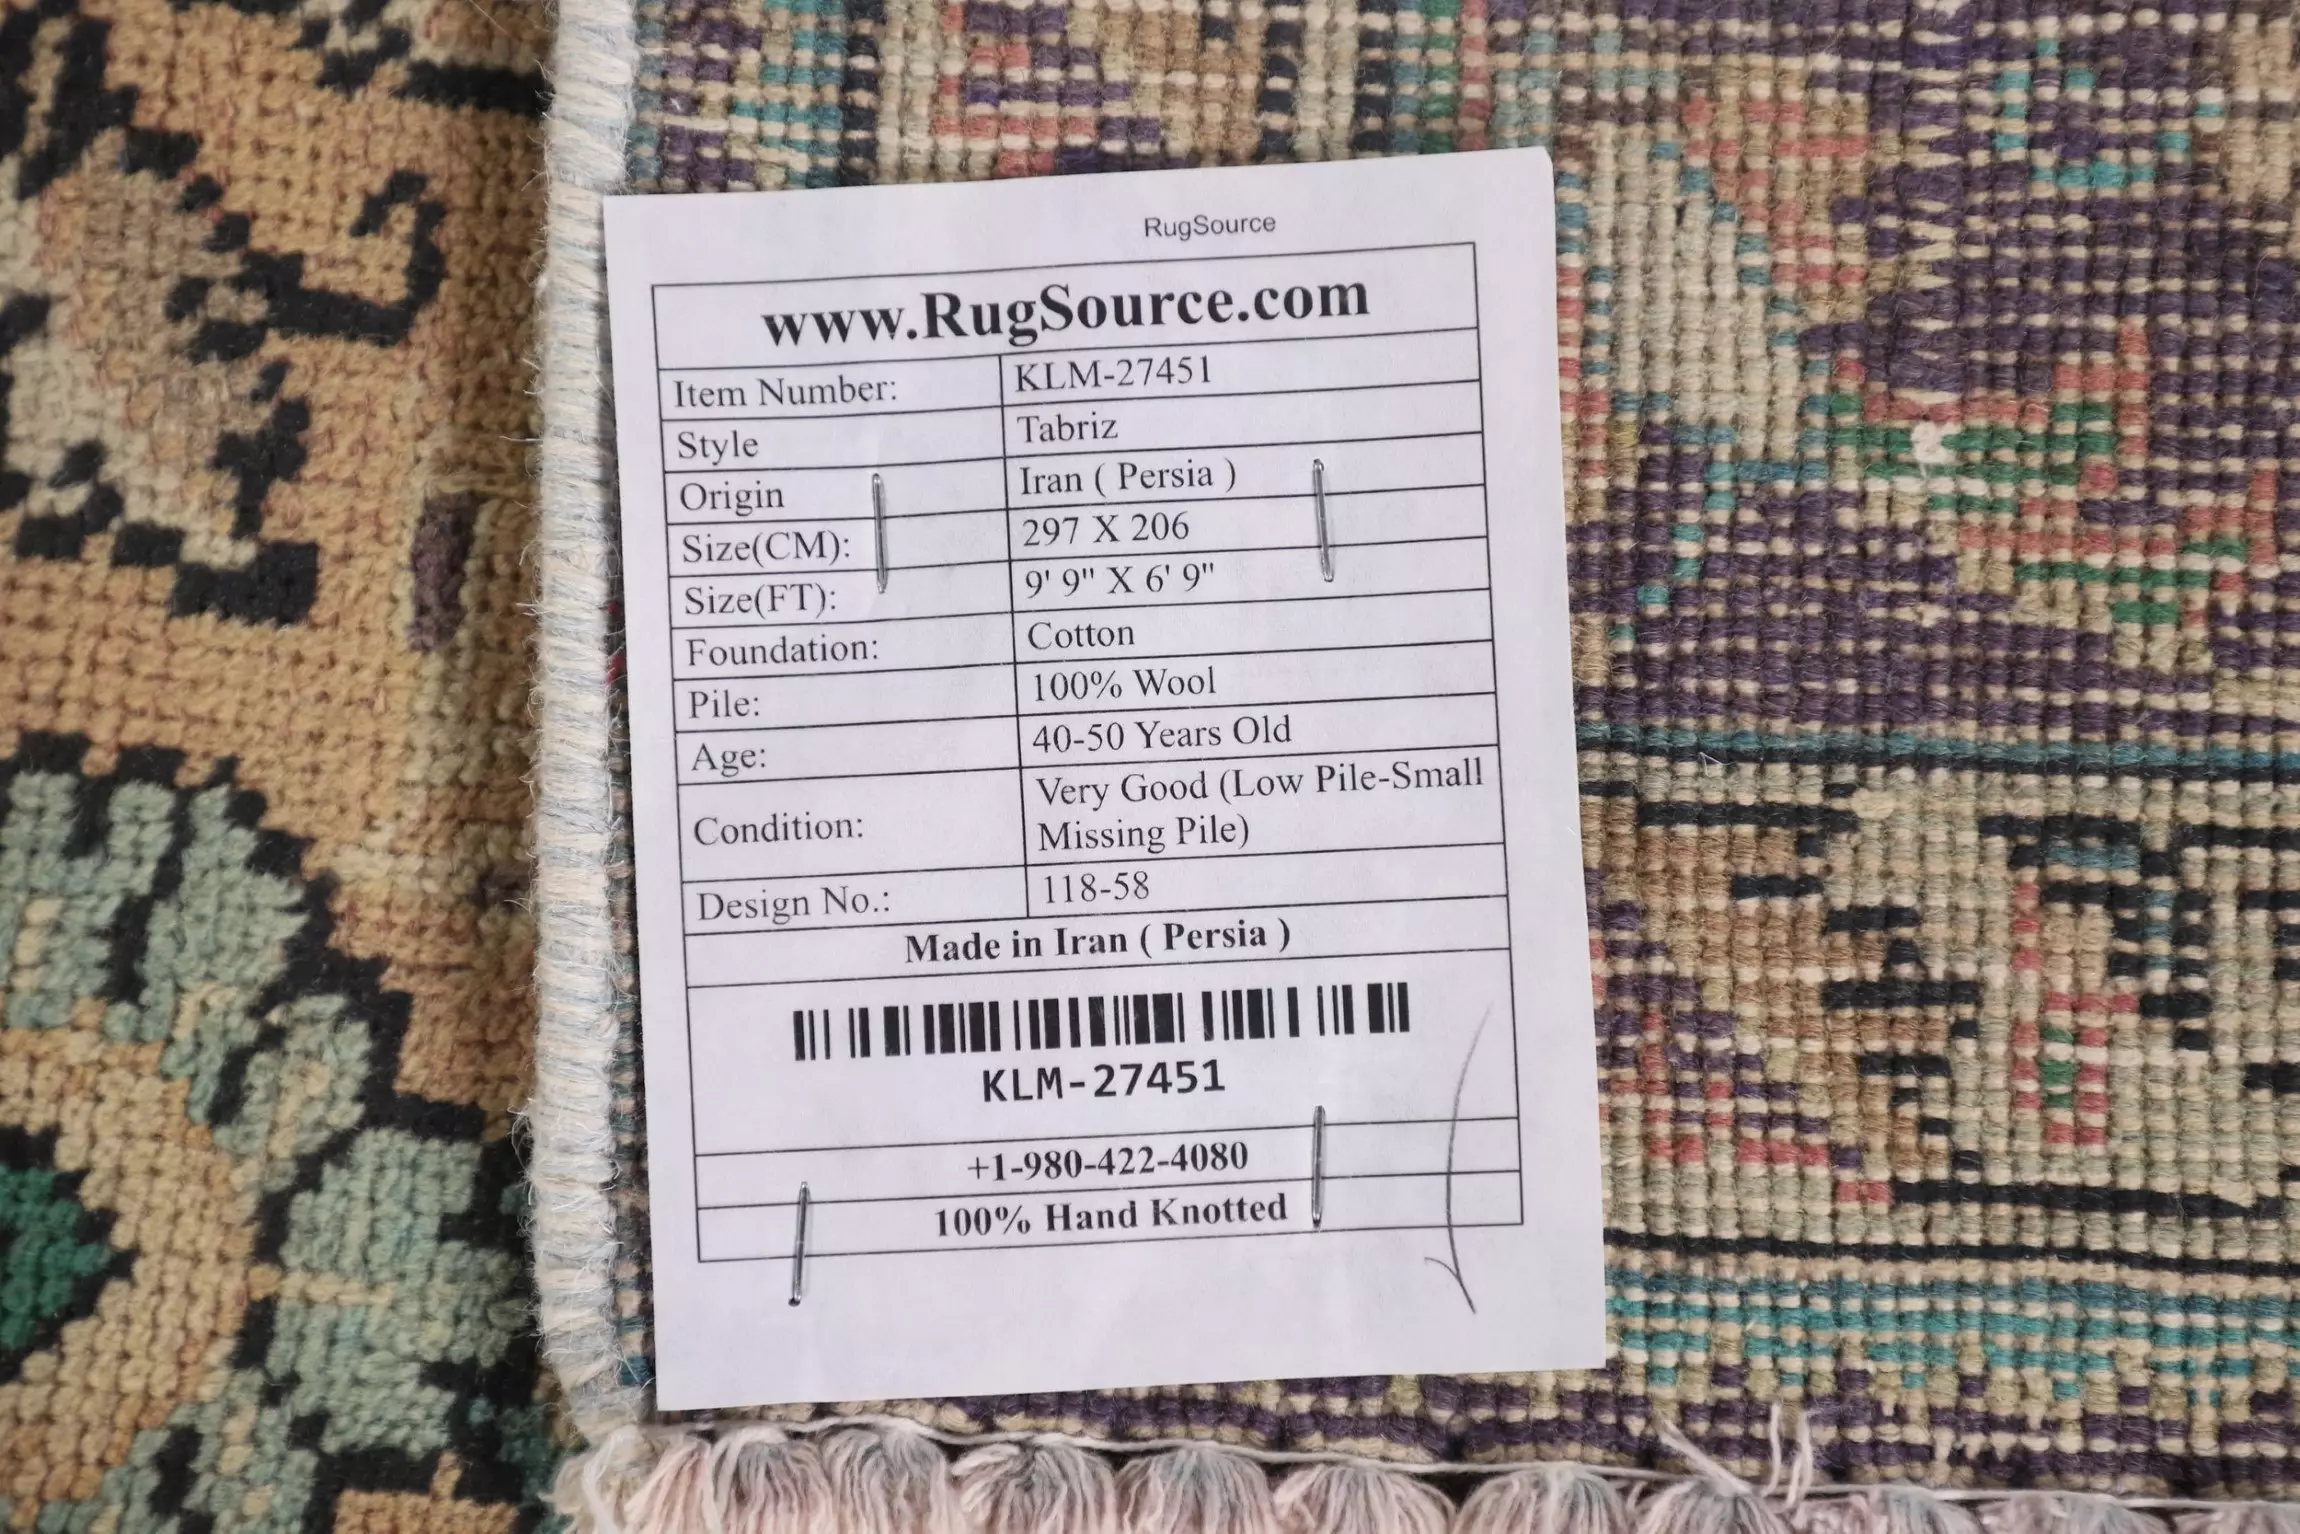 RugSource
www.RugSource.com
Item Number: KLM-27451
Style Tabriz
Origin Iran ( Persia )
Size(CM): 297 X 206
Size(FT): 9' 9" X 6' 9"
Foundation: Cotton
Pile: 100% Wool
Age: 40-50 Years Old
Condition: Very Good (Low Pile-Small
Missing Pile)
Design No.: 118-58
Made in Iran ( Persia )
KLM-27451
+1-980-422-4080
100% Hand Knotted